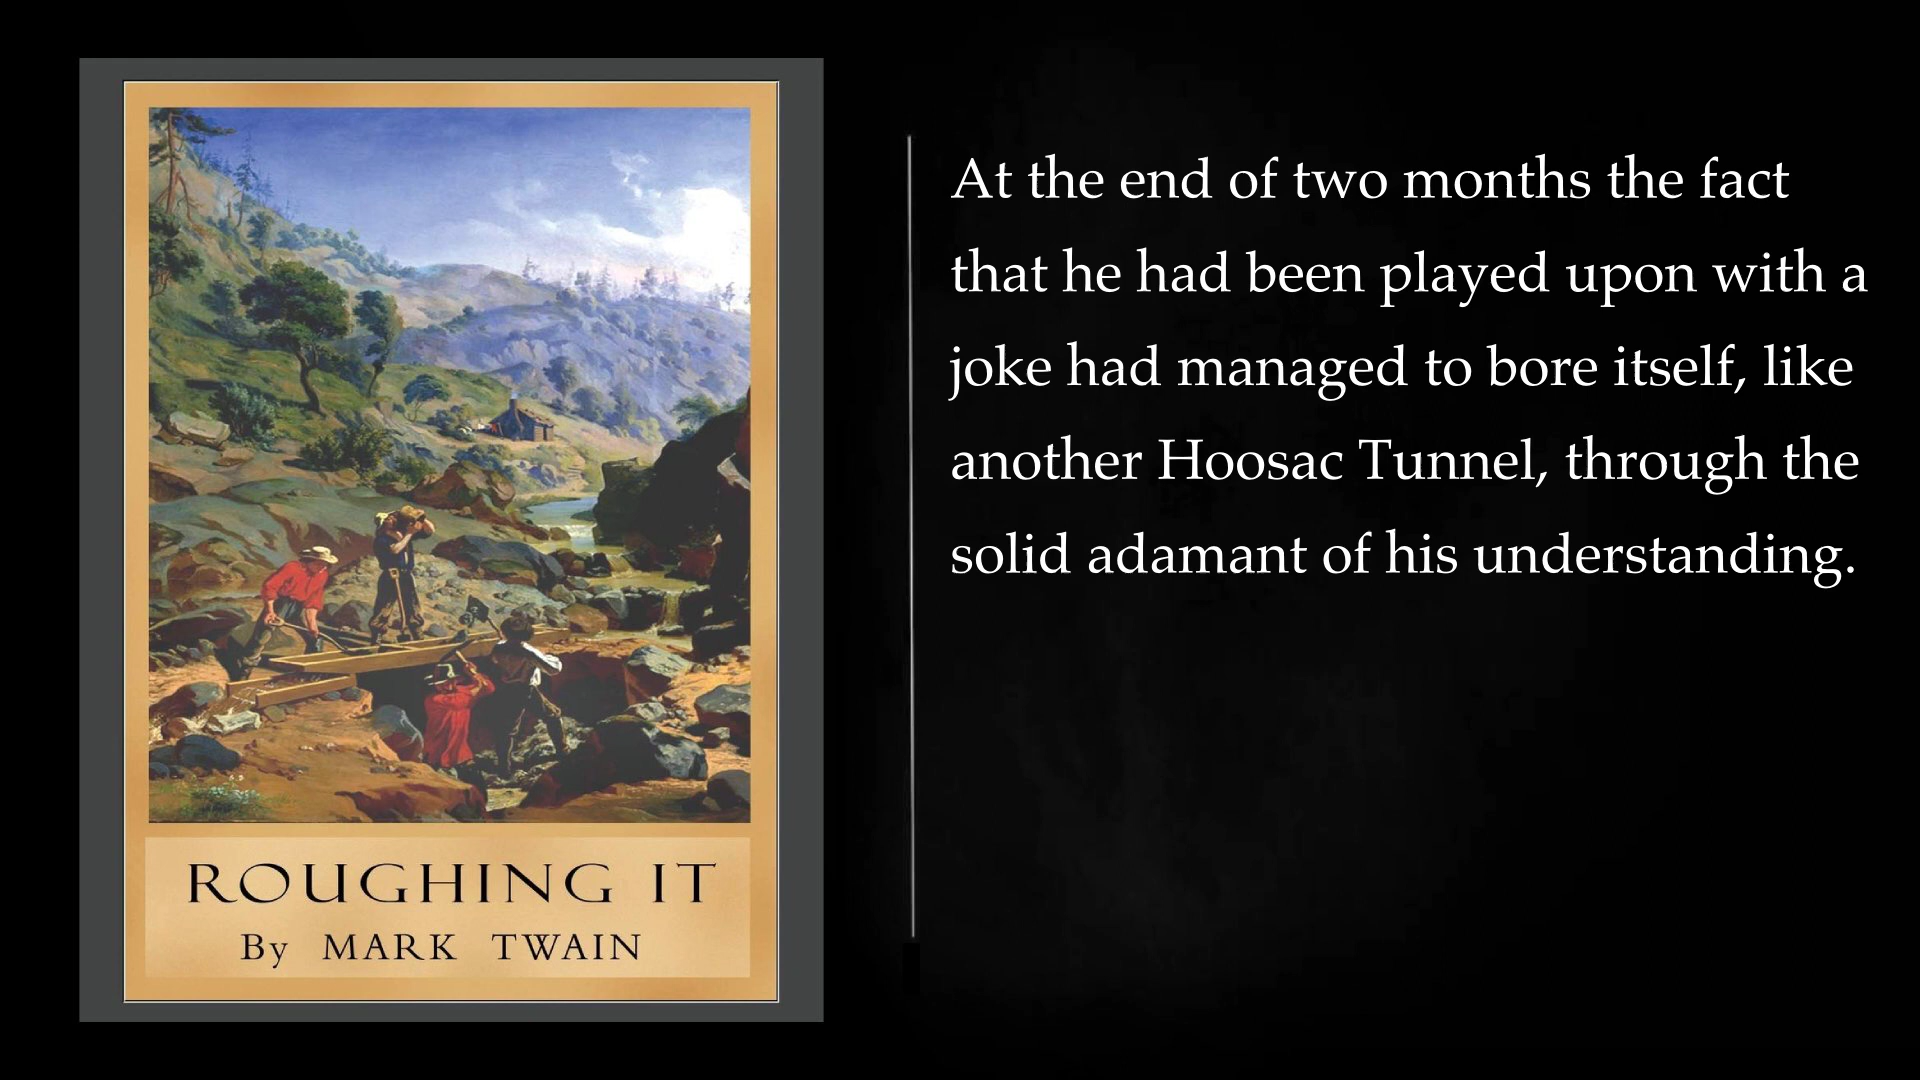 ROUGHING IT
By MARK TWAIN
At the end of two months the fact
that he had been played upon with a
joke had managed to bore itself, like
another Hoosac Tunnel, through the
solid adamant of his understanding.